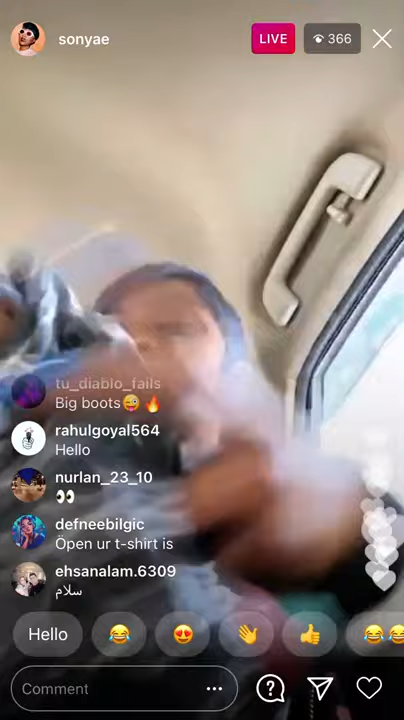 sonyae
LIVE
366
tu_diablo_fails
Big boots😜🔥
rahulgoyal564
Hello
nurlan_23_10
👀
defneebilgic
Öpen ur t-shirt is
ehsanalam.6309
سلام
Hello 😂 😍 👋 👍 😂😂
Comment